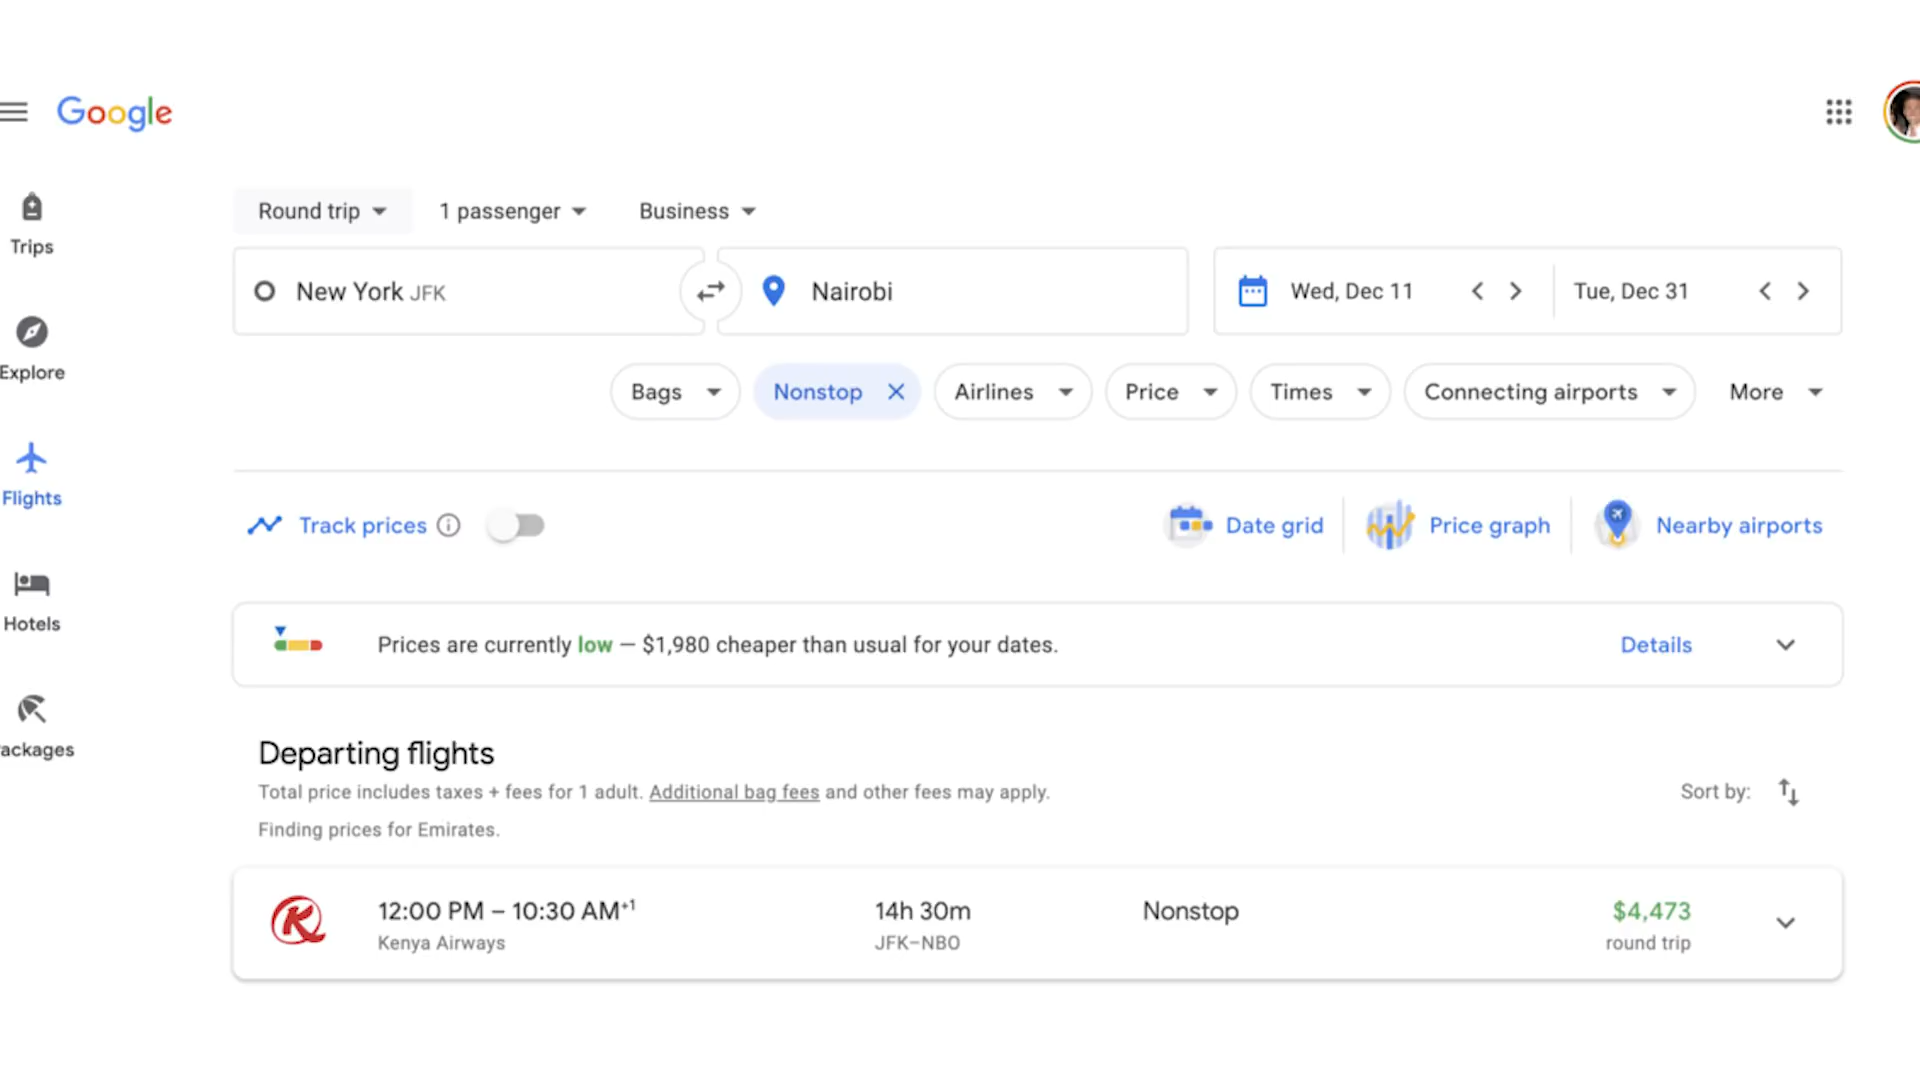 Google
Trips
Explore
Flights
Hotels
ackages
Round trip
1 passenger
Business
New York JFK
Nairobi
Wed, Dec 11
Tue, Dec 31
Bags
Nonstop
Airlines
Price
Times
Connecting airports
More
Track prices
Date grid
Price graph
Nearby airports
Prices are currently low — $1,980 cheaper than usual for your dates.
Details
Departing flights
Total price includes taxes + fees for 1 adult. Additional bag fees and other fees may apply.
Sort by:
Finding prices for Emirates.
12:00 PM – 10:30 AM+1
14h 30m
Nonstop
$4,473
Kenya Airways
JFK–NBO
round trip